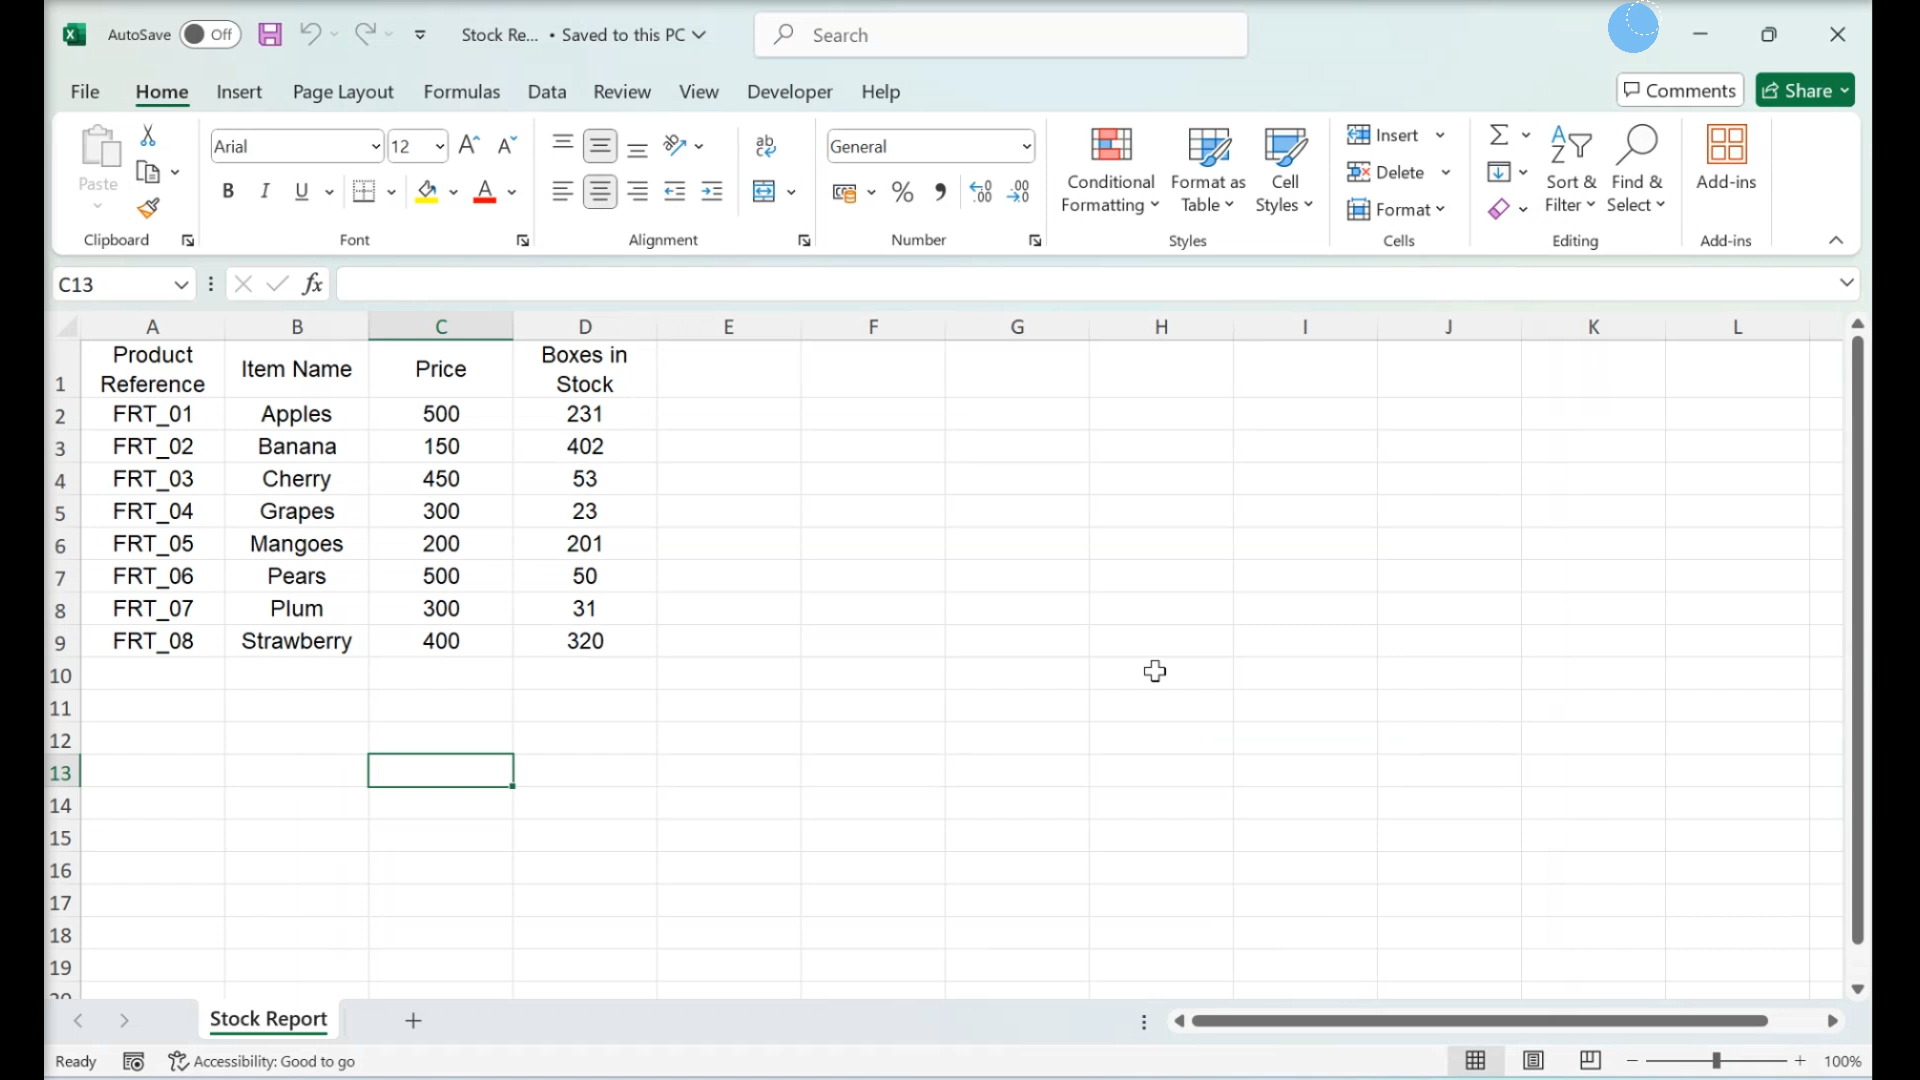 AutoSave Off Stock Re... • Saved to this PC Search
File Home Insert Page Layout Formulas Data Review View Developer Help Comments Share
Paste Arial 12 General Conditional Formatting Format as Table Cell Styles Insert Delete Format Sort & Filter Find & Select Add-ins
Clipboard Font Alignment Number Styles Cells Editing Add-ins
C13 fx
A B C D E F G H I J K L
1 Product Reference Item Name Price Boxes in Stock
2 FRT_01 Apples 500 231
3 FRT_02 Banana 150 402
4 FRT_03 Cherry 450 53
5 FRT_04 Grapes 300 23
6 FRT_05 Mangoes 200 201
7 FRT_06 Pears 500 50
8 FRT_07 Plum 300 31
9 FRT_08 Strawberry 400 320
10
11
12
13
14
15
16
17
18
19
20
Stock Report
Ready Accessibility: Good to go 100%